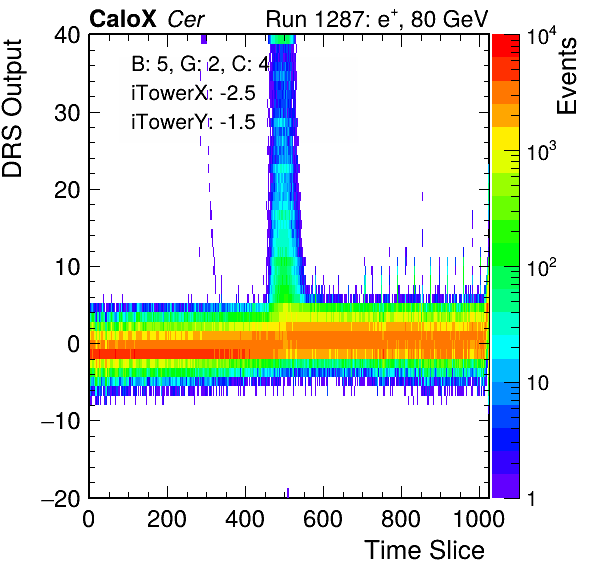 CaloX Cer Run 1287: e+, 80 GeV
B: 5, G: 2, C: 4
iTowerX: -2.5
iTowerY: -1.5
DRS Output
40
30
20
10
0
−10
−20
0 200 400 600 800 1000
Time Slice
Events
10^4
10^3
10^2
10
1